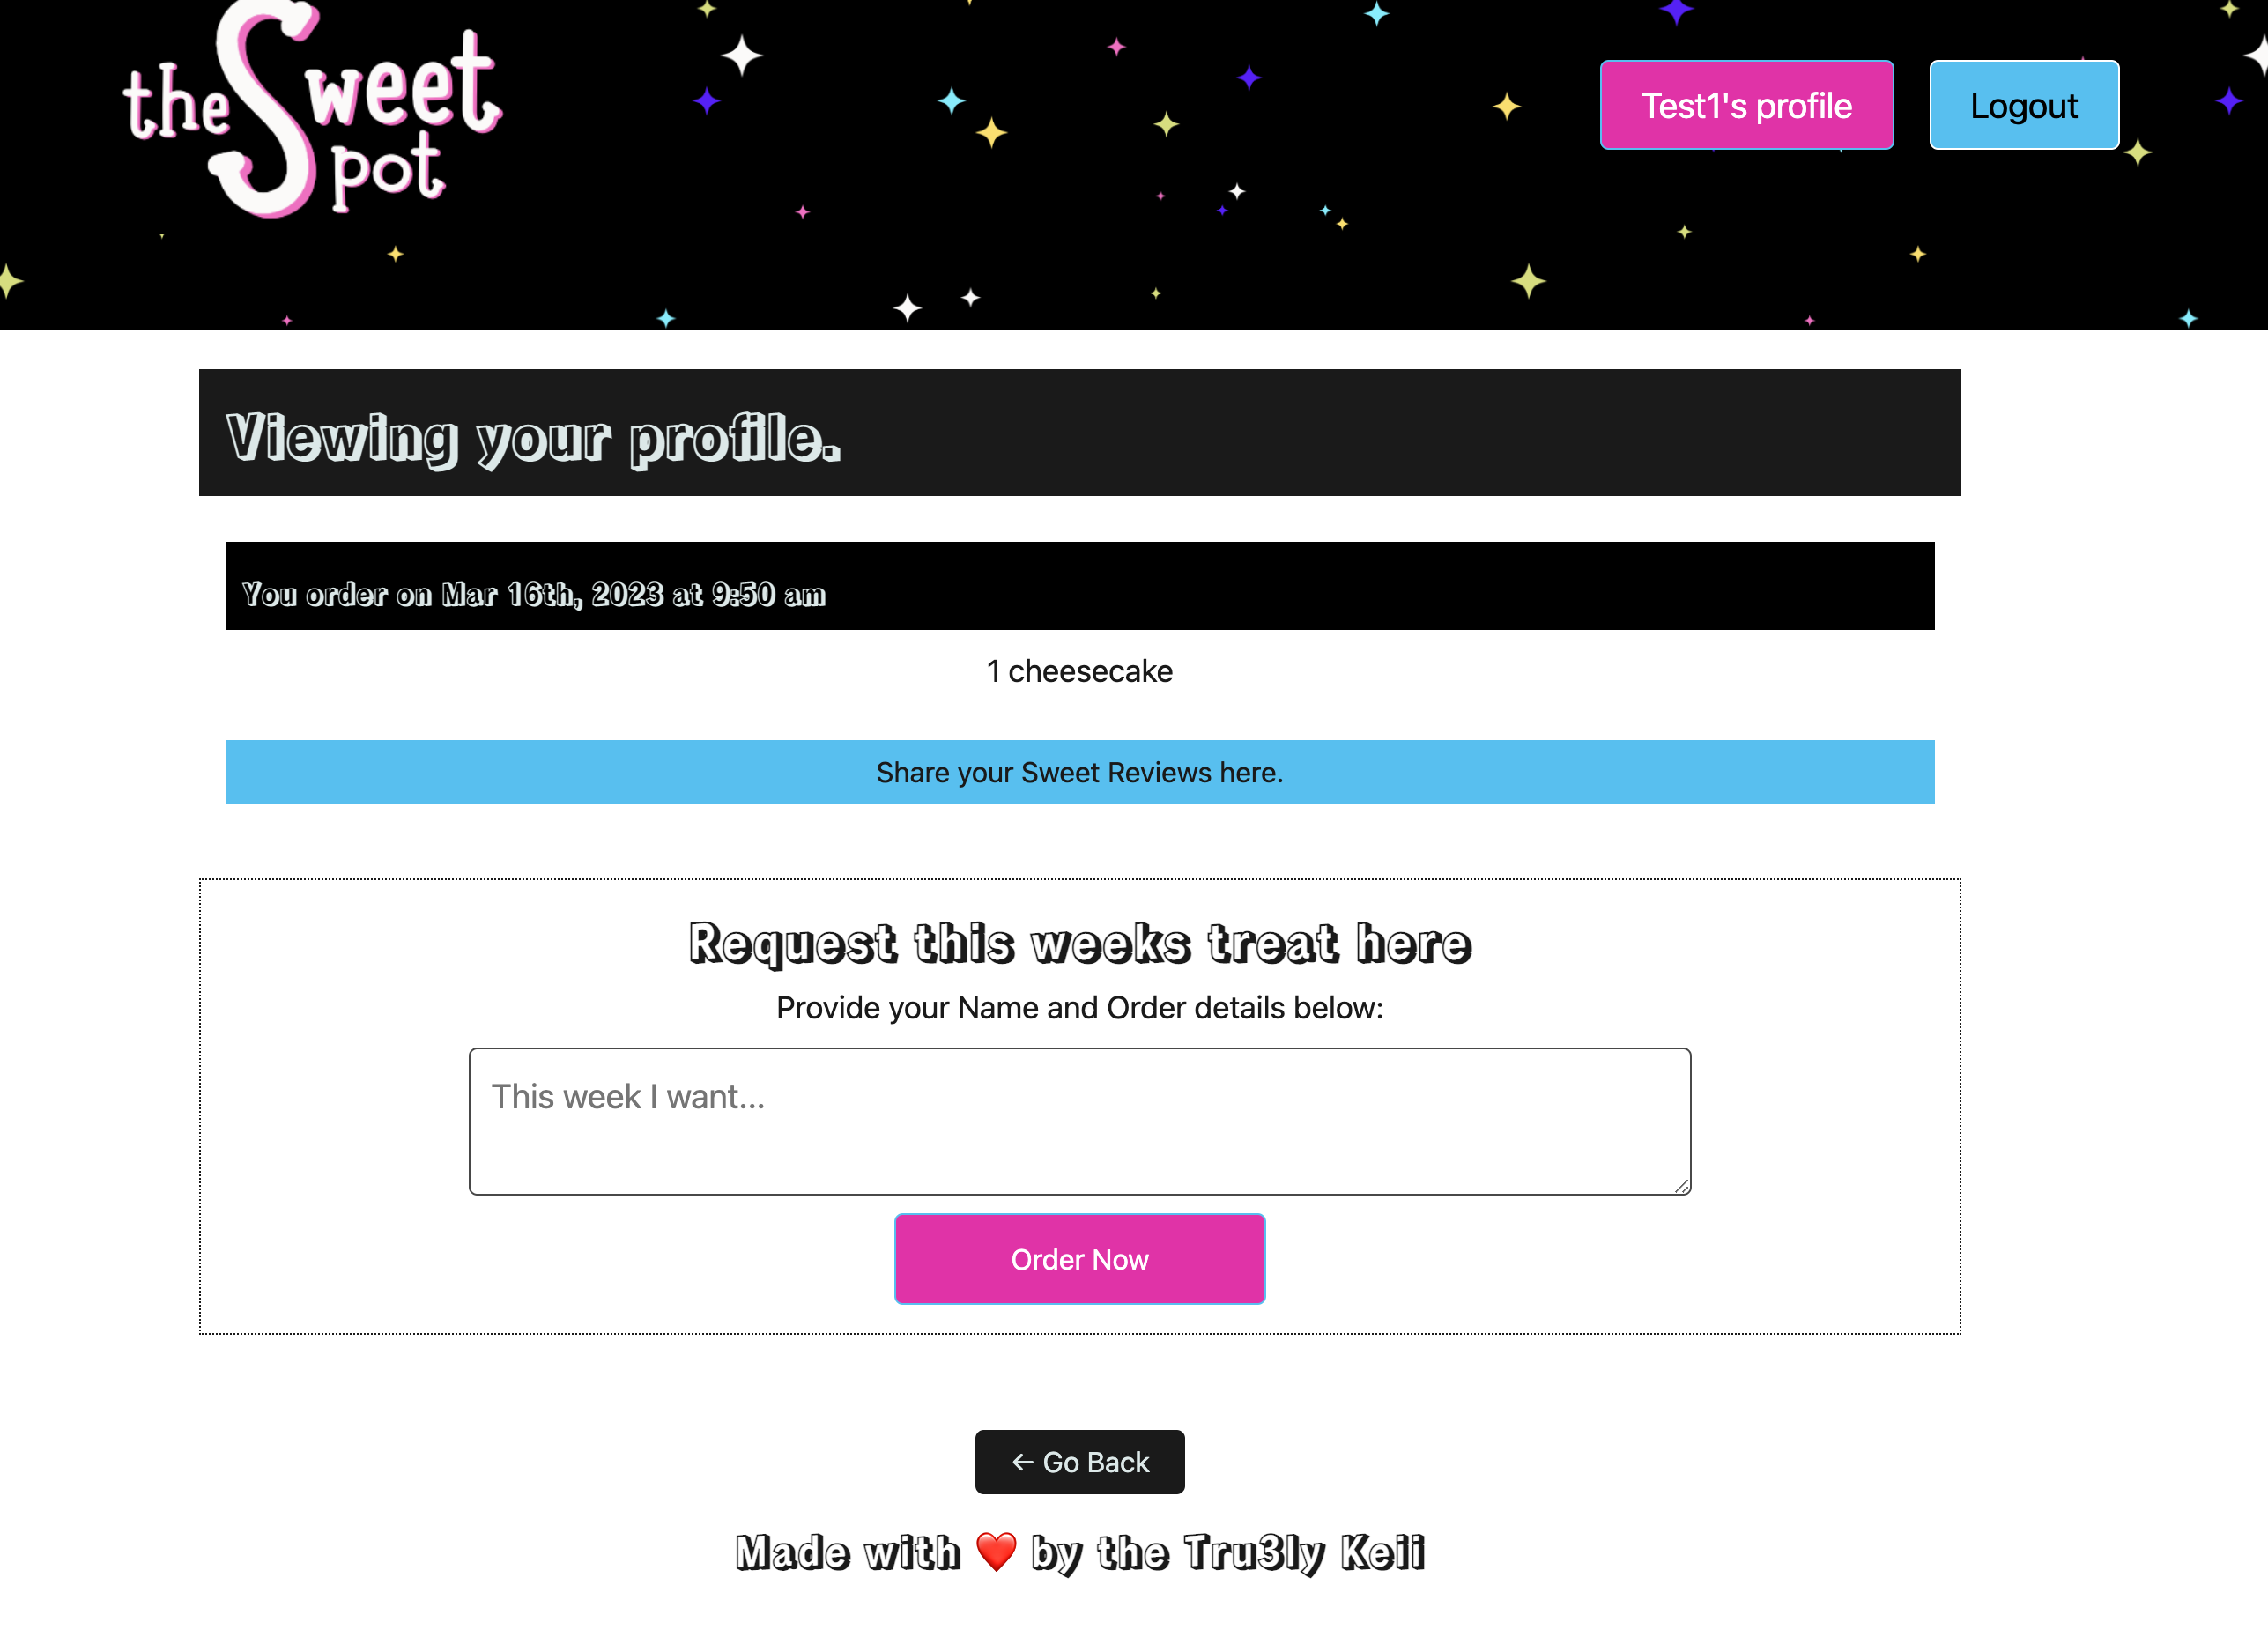 the Sweet Spot
Test1's profile
Logout
Viewing your profile.
You order on Mar 16th, 2023 at 9:50 am
1 cheesecake
Share your Sweet Reviews here.
Request this weeks treat here
Provide your Name and Order details below:
This week I want...
Order Now
← Go Back
Made with ❤️ by the Tru3ly Keii